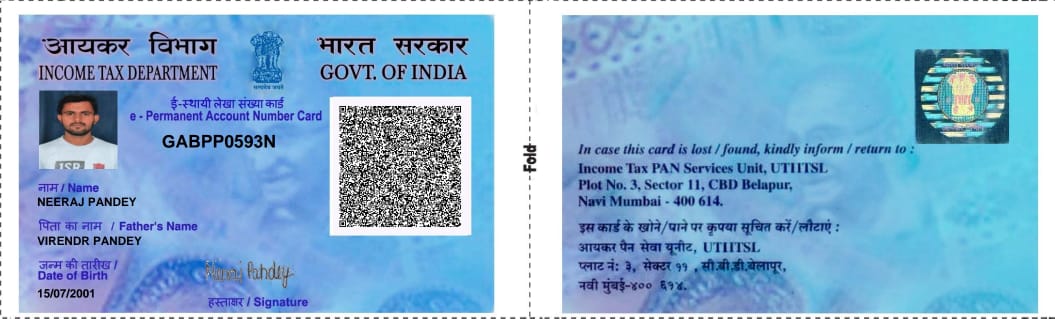 आयकर विभाग
INCOME TAX DEPARTMENT
सत्यमेव जयते
भारत सरकार
GOVT. OF INDIA
ई-स्थायी लेखा संख्या कार्ड
e - Permanent Account Number Card
GABPP0593N
नाम / Name
NEERAJ PANDEY
पिता का नाम / Father's Name
VIRENDR PANDEY
जन्म की तारीख /
Date of Birth
15/07/2001
Neeraj Pandey
हस्ताक्षर / Signature
Fold
In case this card is lost / found, kindly inform / return to :
Income Tax PAN Services Unit, UTIITSL
Plot No. 3, Sector 11, CBD Belapur,
Navi Mumbai - 400 614.
इस कार्ड के खोने/पाने पर कृपया सूचित करें/लौटाएं :
आयकर पैन सेवा यूनीट, UTIITSL
प्लाट नं: ३, सेक्टर ११ , सी.बी.डी.बेलापूर,
नवी मुंबई-४०० ६१४.